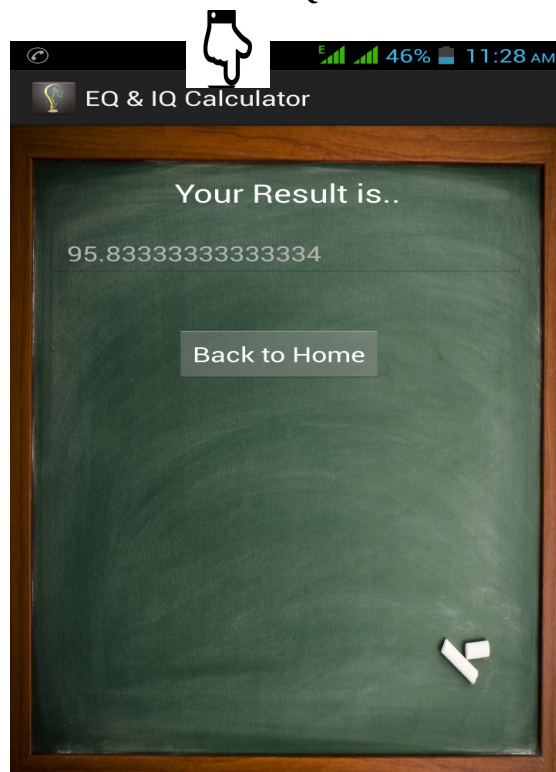 E 46% 11:28 AM
EQ & IQ Calculator
Your Result is..
95.83333333333334
Back to Home